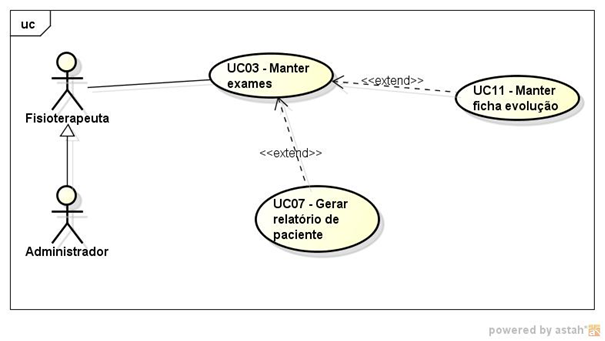 uc
UC03 - Manter
exames
<<extend>>
UC11 - Manter
ficha evolução
Fisioterapeuta
<<extend>>
UC07 - Gerar
relatório de
paciente
Administrador
powered by astah*